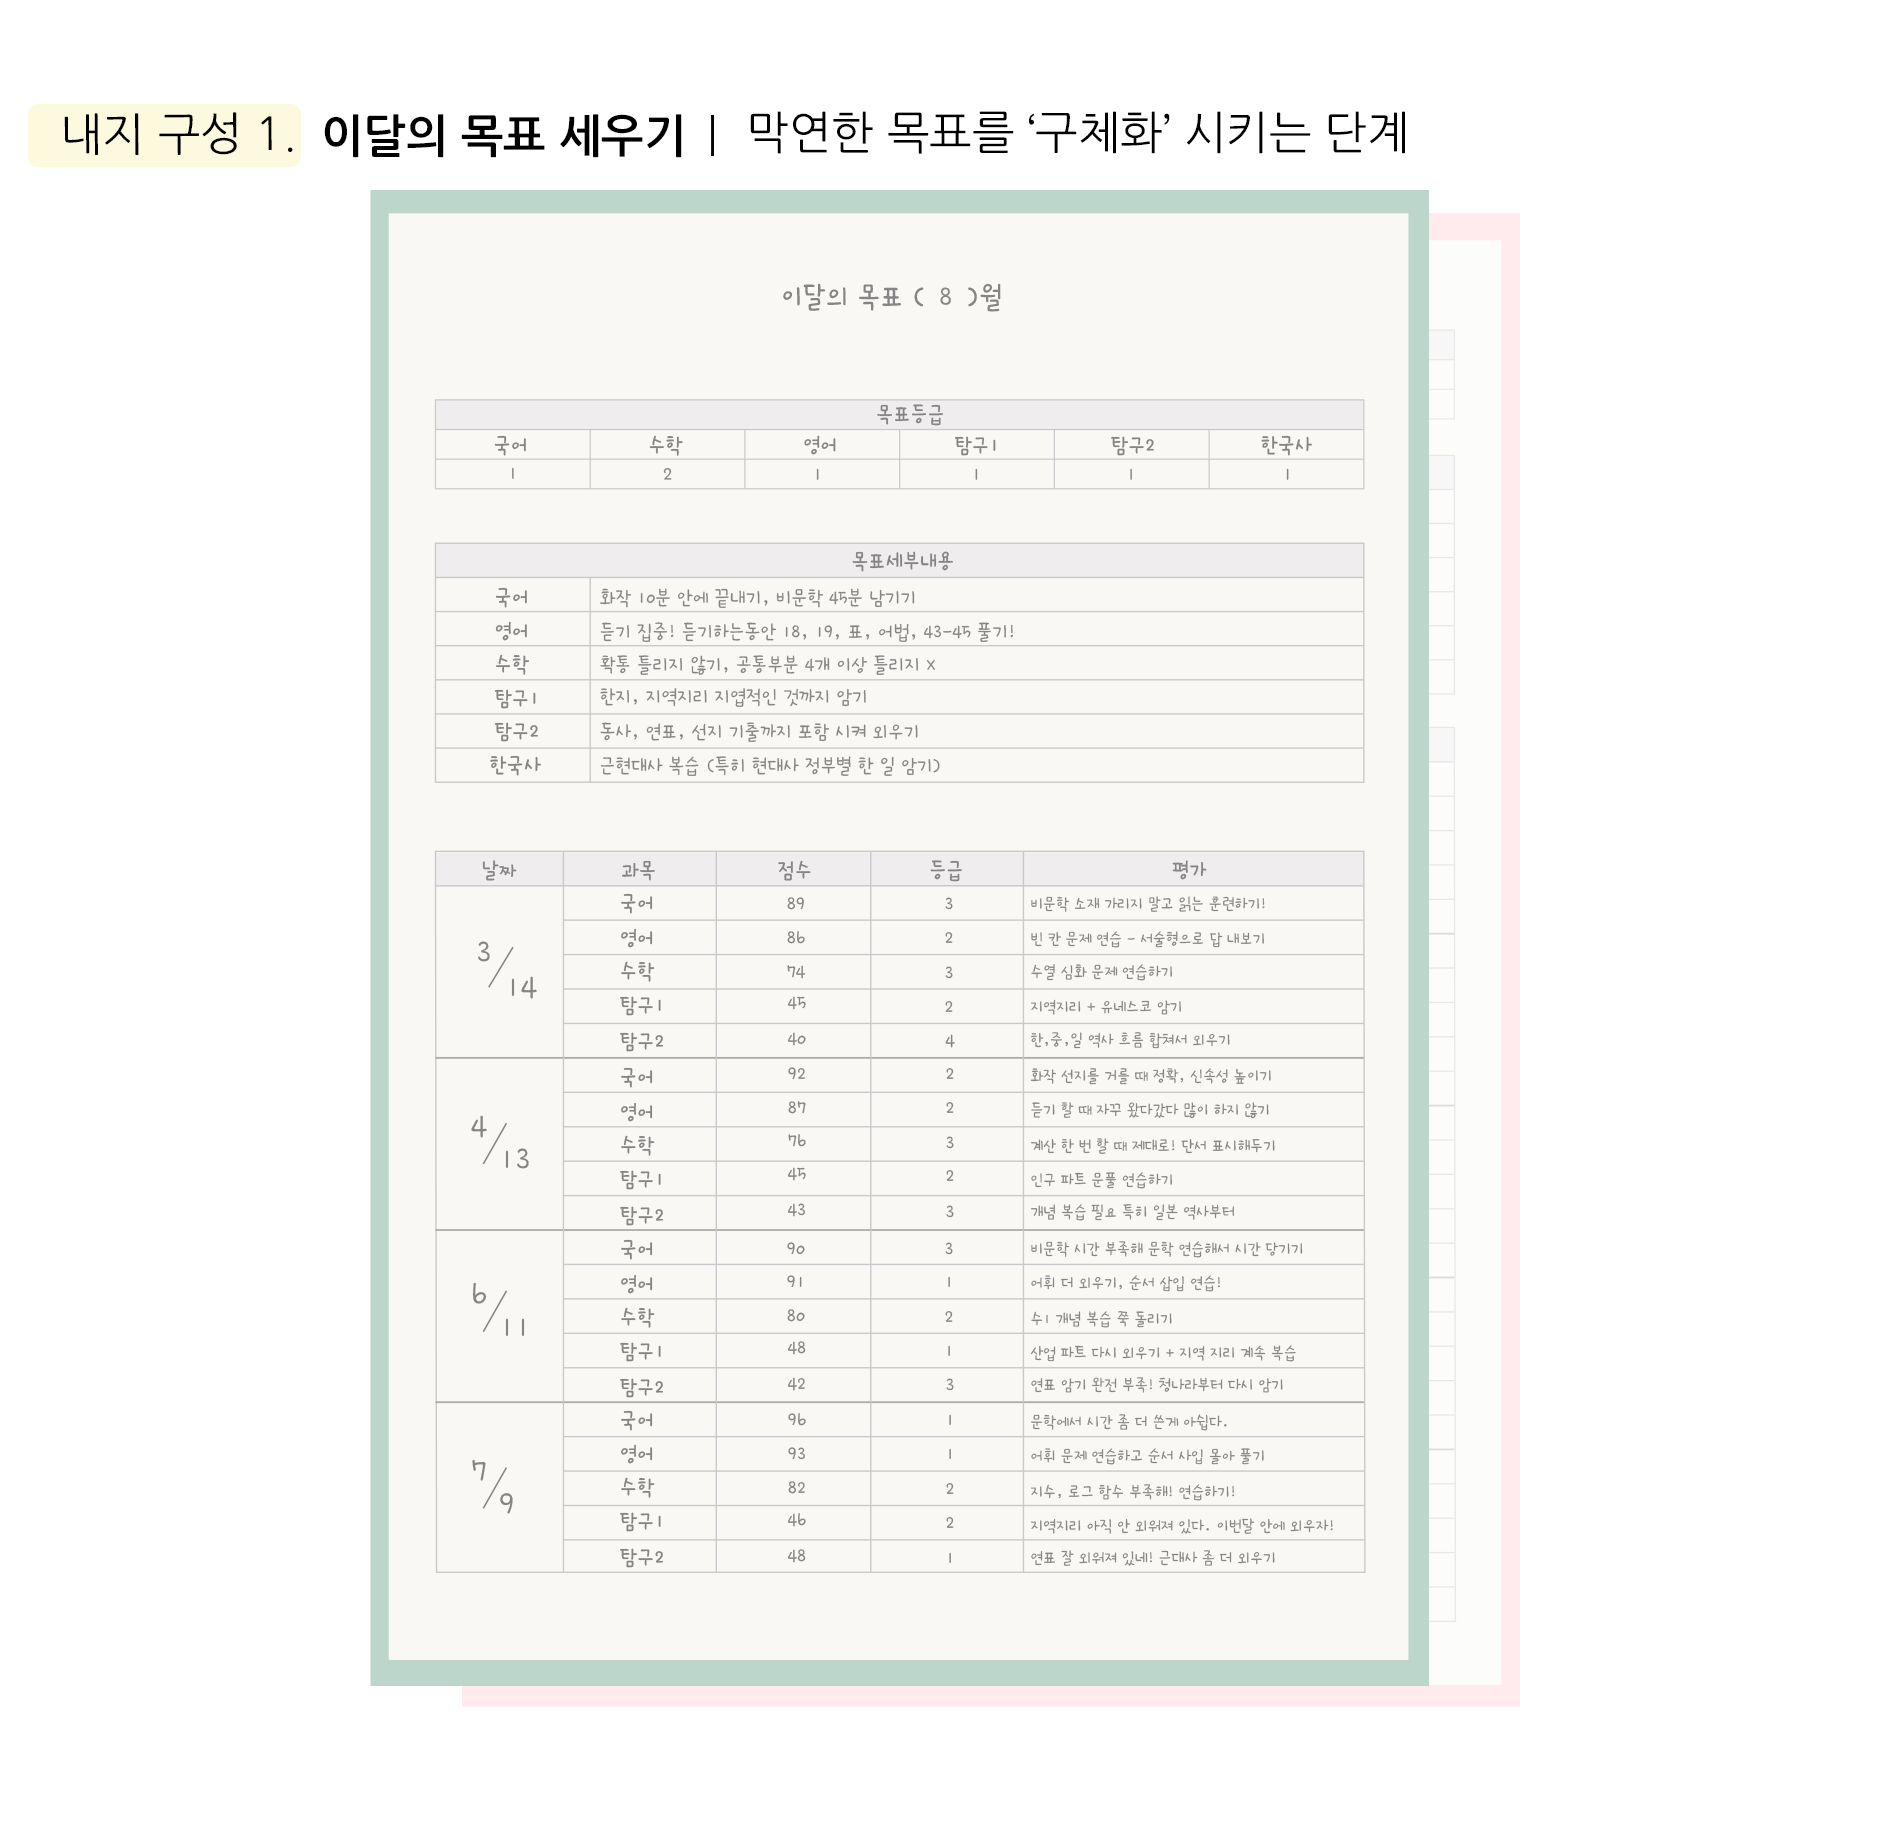 내지 구성 1. 이달의 목표 세우기 | 막연한 목표를 ‘구체화’ 시키는 단계
이달의 목표 ( 8 )월
목표등급
국어 수학 영어 탐구1 탐구2 한국사
1 2 1 1 1 1
목표세부내용
국어 화작 10분 안에 끝내기, 비문학 45분 남기기
영어 듣기 집중! 듣기하는동안 18, 19, 표, 어법, 43-45 풀기!
수학 확통 틀리지 않기, 공통부분 4개 이상 틀리지 x
탐구1 한지, 지역지리 지엽적인 것까지 암기
탐구2 동사, 연표, 선지 기출까지 포함 시켜 외우기
한국사 근현대사 복습 (특히 현대사 정부별 한 일 암기)
날짜 과목 점수 등급 평가
3/14
국어 89 3 비문학 소재 가리지 말고 읽는 훈련하기!
영어 86 2 빈 칸 문제 연습 - 서술형으로 답 내보기
수학 74 3 수열 심화 문제 연습하기
탐구1 45 2 지역지리 + 유네스코 암기
탐구2 40 4 한,중,일 역사 흐름 합쳐서 외우기
4/13
국어 92 2 화작 선지를 거를 때 정확, 신속성 높이기
영어 87 2 듣기 할 때 자꾸 왔다갔다 많이 하지 않기
수학 76 3 계산 한 번 할 때 제대로! 단서 표시해두기
탐구1 45 2 인구 파트 문풀 연습하기
탐구2 43 3 개념 복습 필요 특히 일본 역사부터
6/11
국어 90 3 비문학 시간 부족해 문학 연습해서 시간 당기기
영어 91 1 어휘 더 외우기, 순서 삽입 연습!
수학 80 2 수1 개념 복습 쭉 돌리기
탐구1 48 1 산업 파트 다시 외우기 + 지역 지리 계속 복습
탐구2 42 3 연표 암기 완전 부족! 청나라부터 다시 암기
7/9
국어 96 1 문학에서 시간 좀 더 쓴게 아쉽다.
영어 93 1 어휘 문제 연습하고 순서 사입 몰아 풀기
수학 82 2 지수, 로그 함수 부족해! 연습하기!
탐구1 46 2 지역지리 아직 안 외워져 있다. 이번달 안에 외우자!
탐구2 48 1 연표 잘 외워져 있네! 근대사 좀 더 외우기